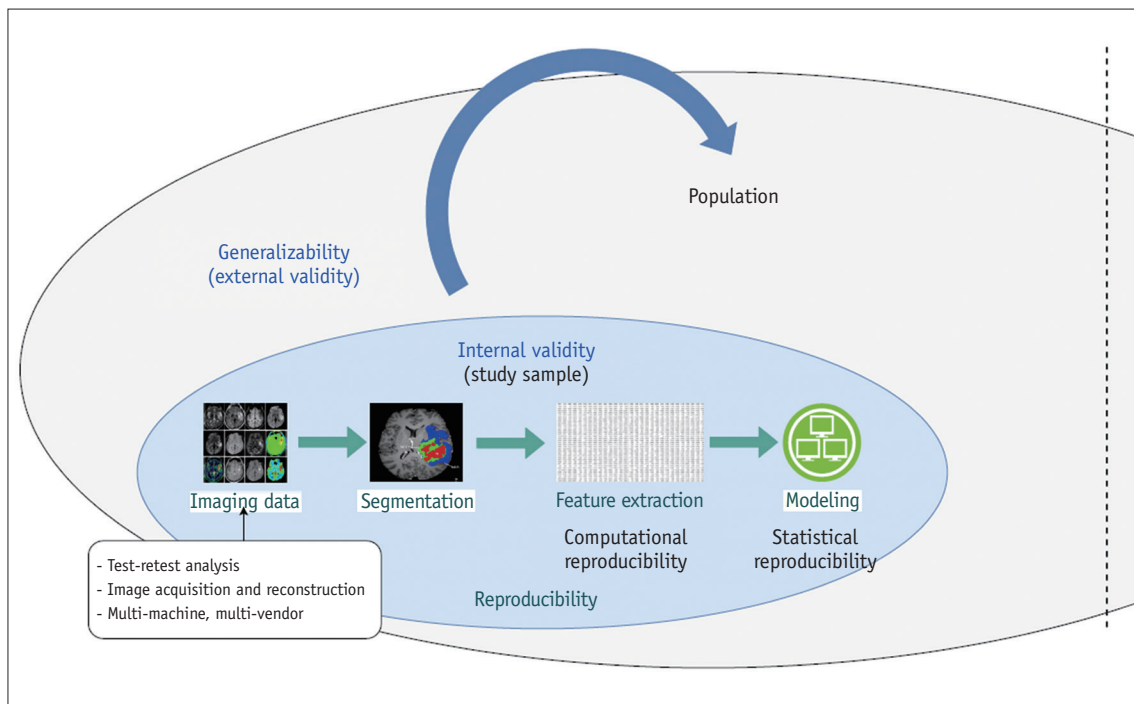 Population
Generalizability
(external validity)
Internal validity
(study sample)
Imaging data
Segmentation
Feature extraction
Modeling
Computational
reproducibility
Statistical
reproducibility
- Test-retest analysis
- Image acquisition and reconstruction
- Multi-machine, multi-vendor
Reproducibility